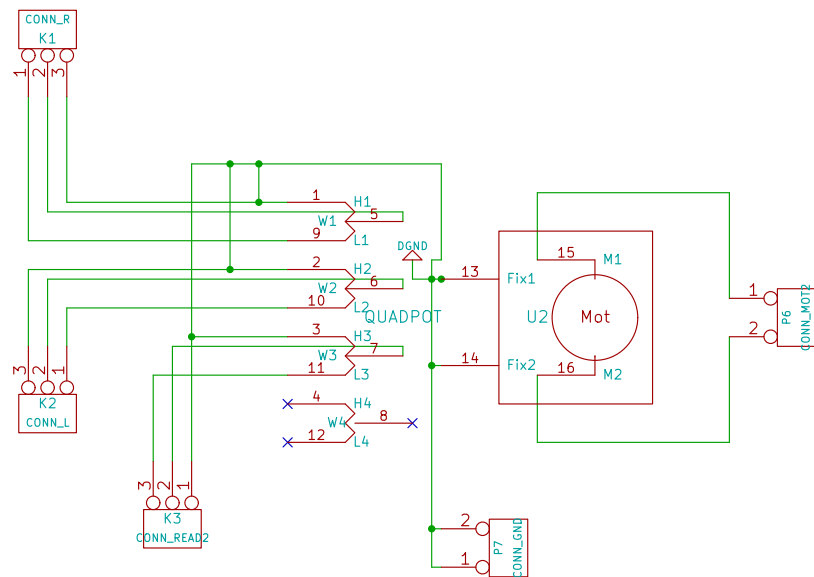 CONN_R
K1
1
2
3
1
H1
W1
5
9
L1
DGND
2
H2
W2
6
10
L2
QUADPOT
3
H3
W3
7
11
L3
4
H4
W4
8
12
L4
13
Fix1
14
Fix2
U2
Mot
15
M1
16
M2
1
2
P6
CONN_MOT2
3
2
1
K2
CONN_L
3
2
1
K3
CONN_READ2
2
1
P7
CONN_GND